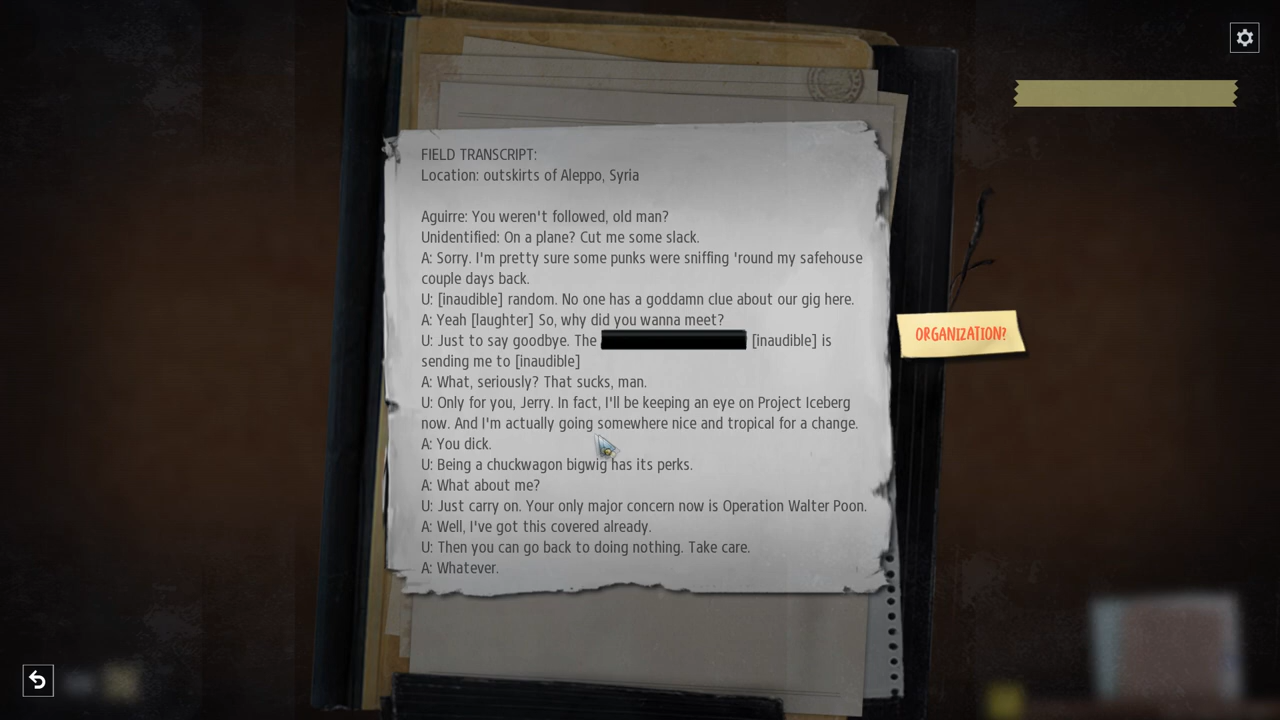 FIELD TRANSCRIPT:
Location: outskirts of Aleppo, Syria
Aguirre: You weren't followed, old man?
Unidentified: On a plane? Cut me some slack.
A: Sorry. I'm pretty sure some punks were sniffing 'round my safehouse
couple days back.
U: [inaudible] random. No one has a goddamn clue about our gig here.
A: Yeah [laughter] So, why did you wanna meet?
U: Just to say goodbye. The [inaudible] is
sending me to [inaudible]
A: What, seriously? That sucks, man.
U: Only for you, Jerry. In fact, I'll be keeping an eye on Project Iceberg
now. And I'm actually going somewhere nice and tropical for a change.
A: You dick.
U: Being a chuckwagon bigwig has its perks.
A: What about me?
U: Just carry on. Your only major concern now is Operation Walter Poon.
A: Well, I've got this covered already.
U: Then you can go back to doing nothing. Take care.
A: Whatever.
ORGANIZATION?